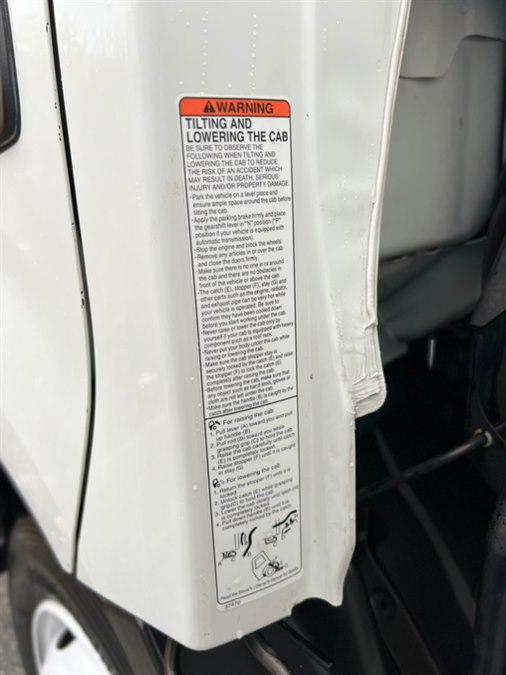 WARNING
TILTING AND
LOWERING THE CAB
BE SURE TO OBSERVE THE
FOLLOWING WHEN TILTING AND
LOWERING THE CAB TO REDUCE
THE RISK OF AN ACCIDENT WHICH
MAY RESULT IN DEATH, SERIOUS
INJURY AND/OR PROPERTY DAMAGE.
·Park the vehicle on a level place and
ensure ample space around the cab before
tilting the cab.
·Apply the parking brake firmly and place
the gearshift lever in "N" position ("P"
position if your vehicle is equipped with
automatic transmission).
·Stop the engine and block the wheels.
·Remove any articles in or over the cab
and close the doors firmly.
·Make sure there is no one in or around
the cab and there are no obstacles in
front of the vehicle or above the cab.
·The catch (E), stopper (F), stay (G) and
other parts such as the engine, radiator,
and exhaust pipe can be very hot while
your vehicle is operated. Be sure to
confirm they have been cooled down
before you start working under the cab.
·Never raise or lower the cab only by
yourself if your cab is equipped with heavy
component such as a roof rack.
·Never put your body under the cab while
raising or lowering the cab.
·Make sure the cab stopper stay is
securely locked by the catch (E) and raise
the stopper (F) to lock the catch (E)
completely after raising the cab.
·Before lowering the cab, make sure that
any object such as hand tools, gloves or
cloth are not left under the cab.
·Make sure the handle (B) is caught by the
catch after lowering the cab.
For raising the cab
1. Pull lever (A) toward you and pull
up handle (B).
2. Pull rod (D) toward you while
grasping grip (C) to hold the cab.
3. Raise the cab carefully until catch
(E) is completely locked.
4. Raise stopper (F) until it is caught
in stay (G).
For lowering the cab
1. Return the stopper (F) until it is
locked.
2. Unlock catch (E) while grasping
grip(C) to hold the cab.
3. Lower the cab slowly until catch (H)
is completely locked.
4. Pull down handle (B) until it is
completely locked by the catch.
Read the Driver's / Owner's manual for details.